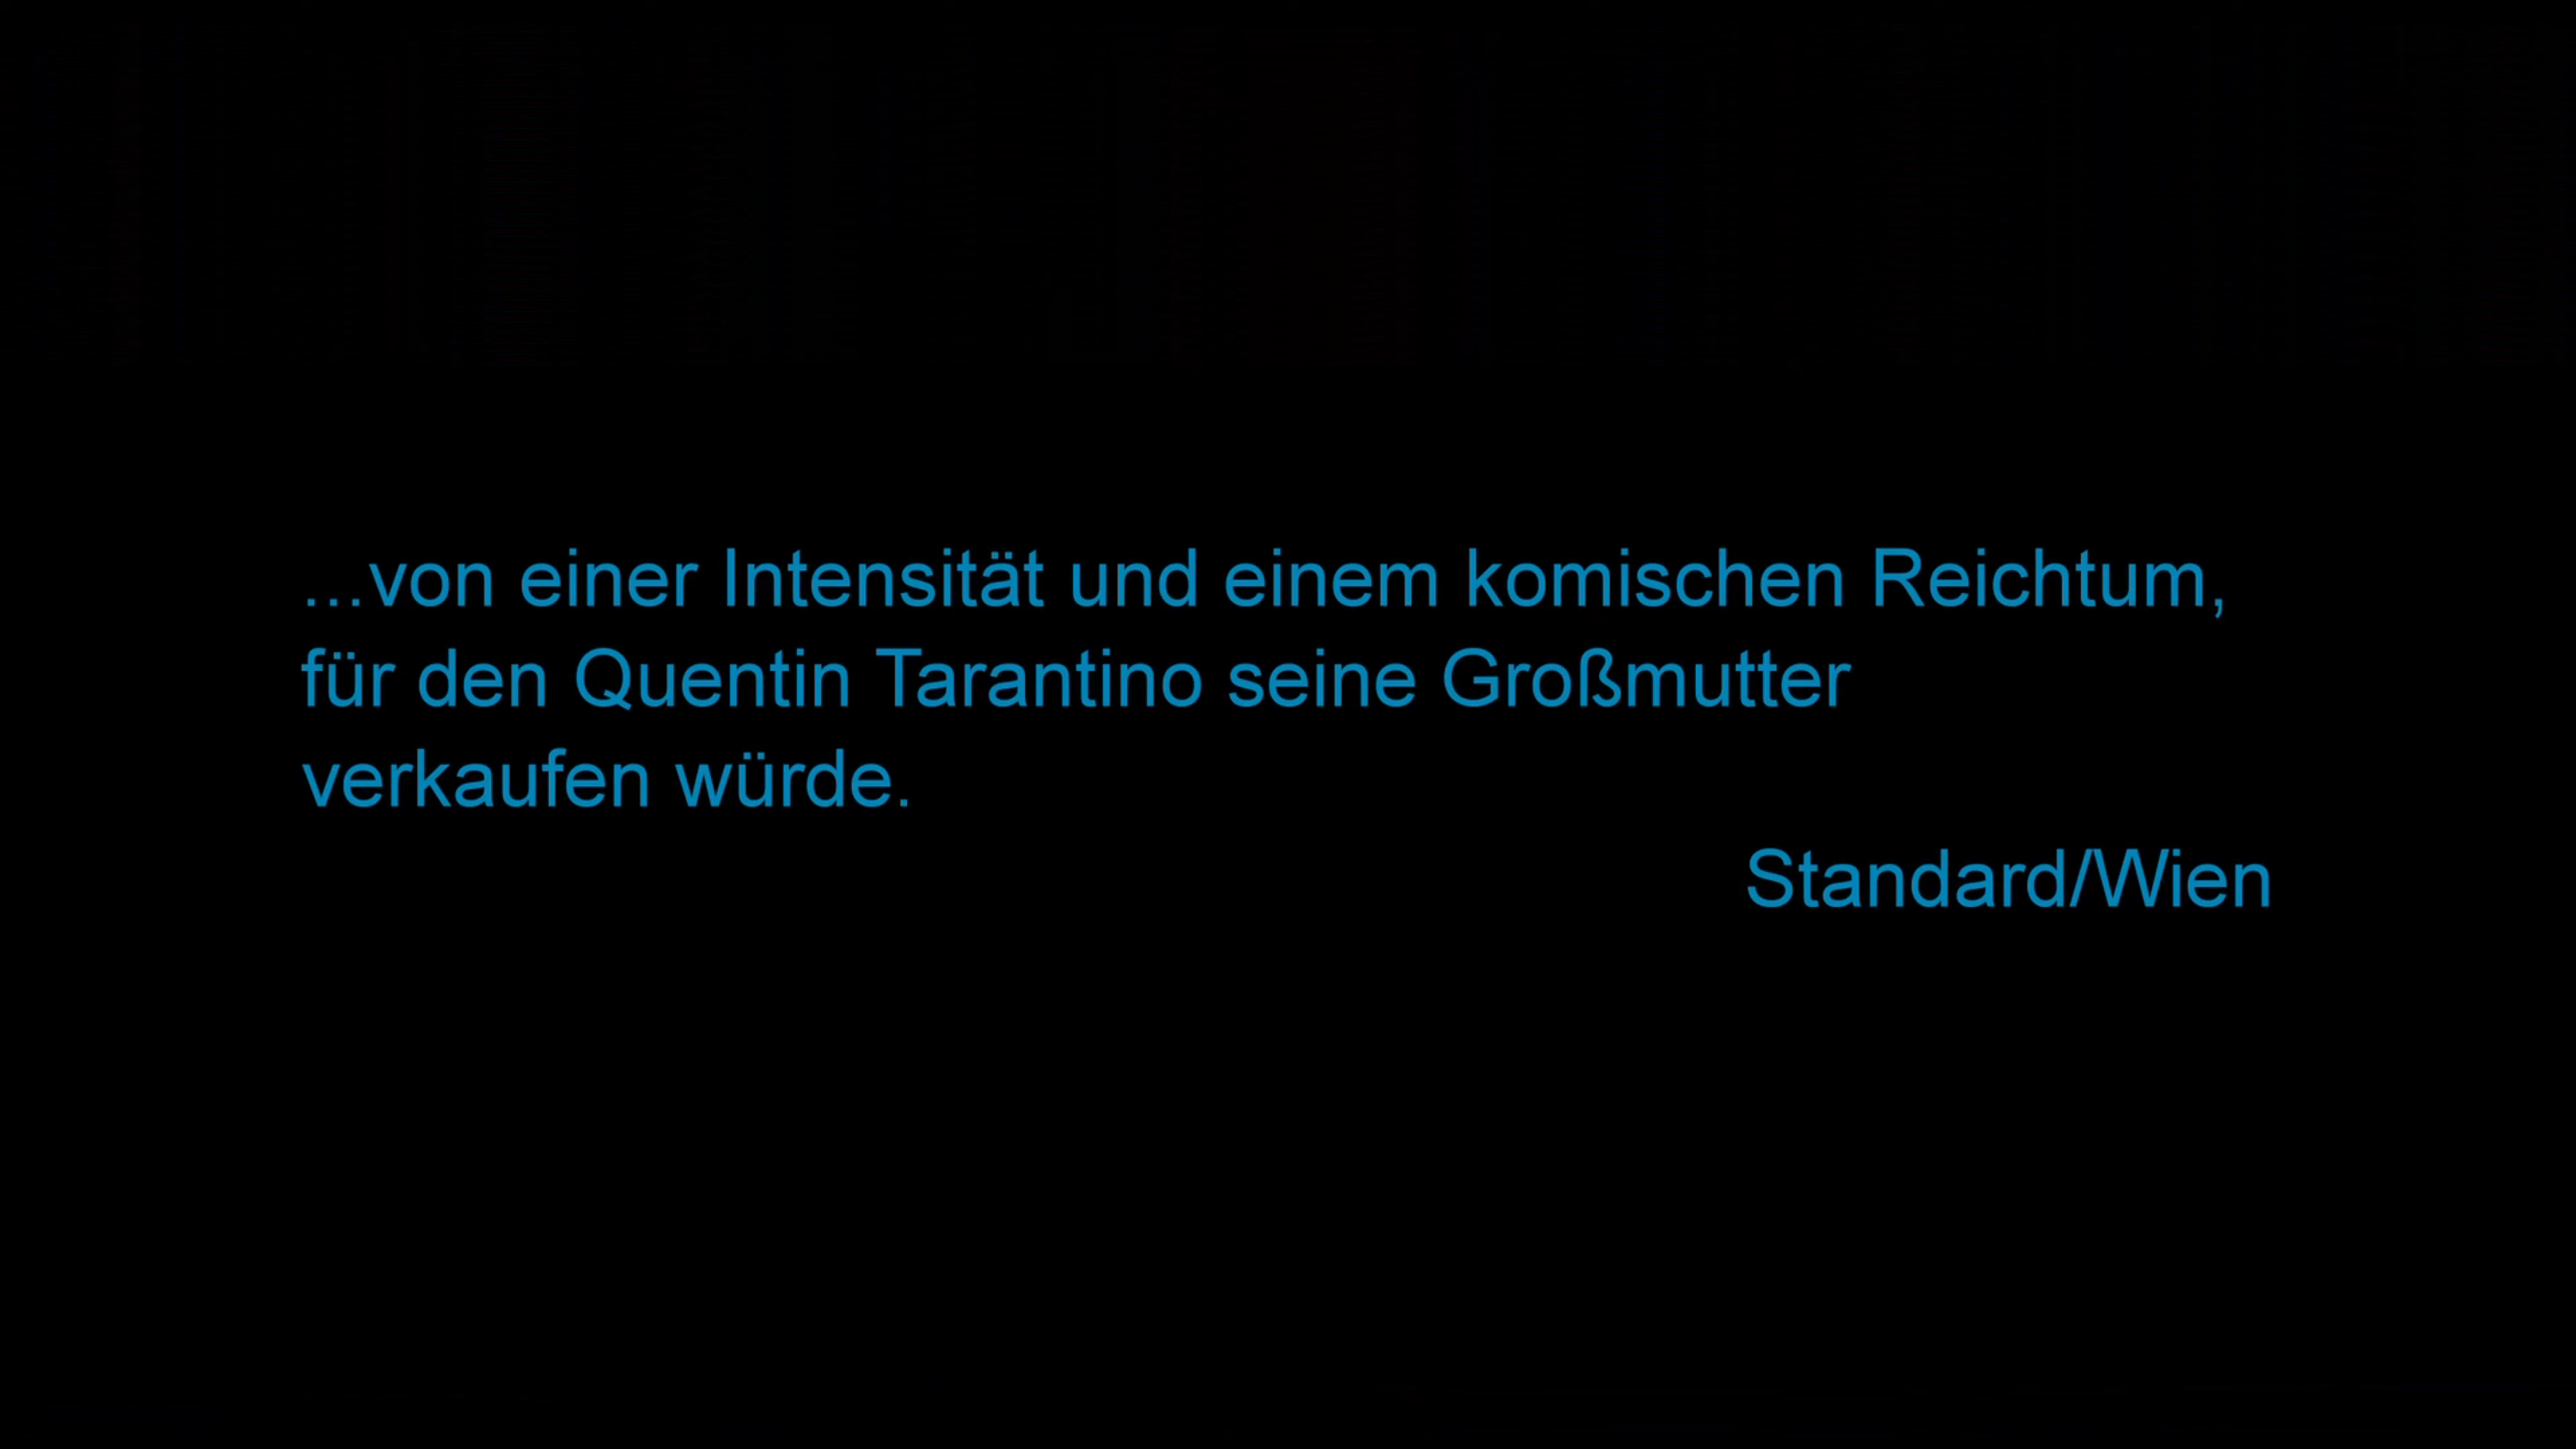 ...von einer Intensität und einem komischen Reichtum,
für den Quentin Tarantino seine Großmutter
verkaufen würde.
Standard/Wien